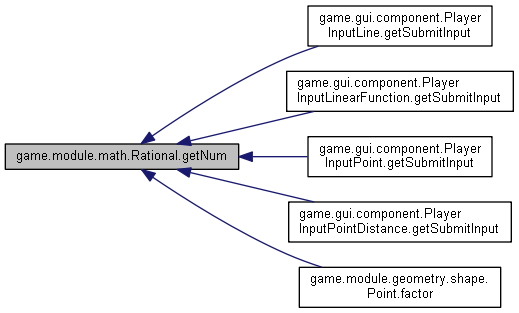 game.gui.component.Player
InputLine.getSubmitInput
game.gui.component.Player
InputLinearFunction.getSubmitInput
game.module.math.Rational.getNum
game.gui.component.Player
InputPoint.getSubmitInput
game.gui.component.Player
InputPointDistance.getSubmitInput
game.module.geometry.shape.
Point.factor